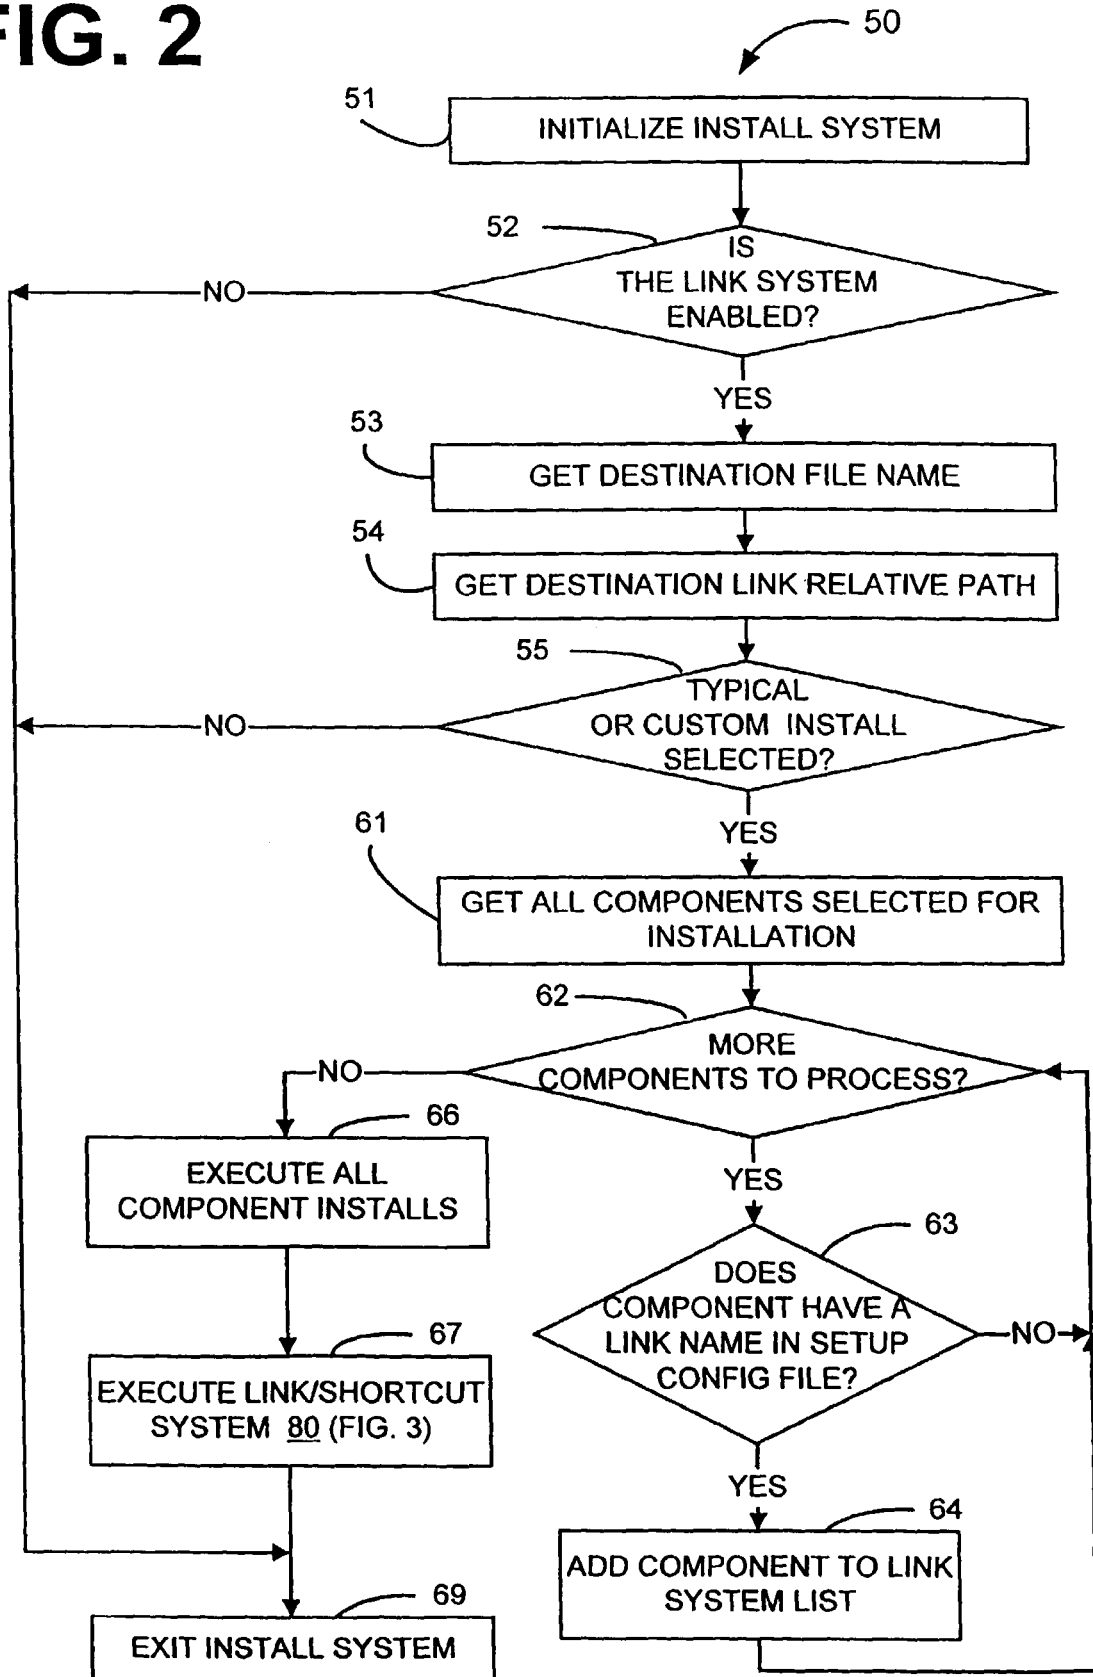 FIG. 2
50
51
INITIALIZE INSTALL SYSTEM
52
IS
THE LINK SYSTEM
ENABLED?
NO
YES
53
GET DESTINATION FILE NAME
54
GET DESTINATION LINK RELATIVE PATH
55
TYPICAL
OR CUSTOM INSTALL
SELECTED?
NO
YES
61
GET ALL COMPONENTS SELECTED FOR
INSTALLATION
62
MORE
COMPONENTS TO PROCESS?
NO
YES
66
EXECUTE ALL
COMPONENT INSTALLS
63
DOES
COMPONENT HAVE A
LINK NAME IN SETUP
CONFIG FILE?
NO
67
EXECUTE LINK/SHORTCUT
SYSTEM 80 (FIG. 3)
YES
64
ADD COMPONENT TO LINK
SYSTEM LIST
69
EXIT INSTALL SYSTEM